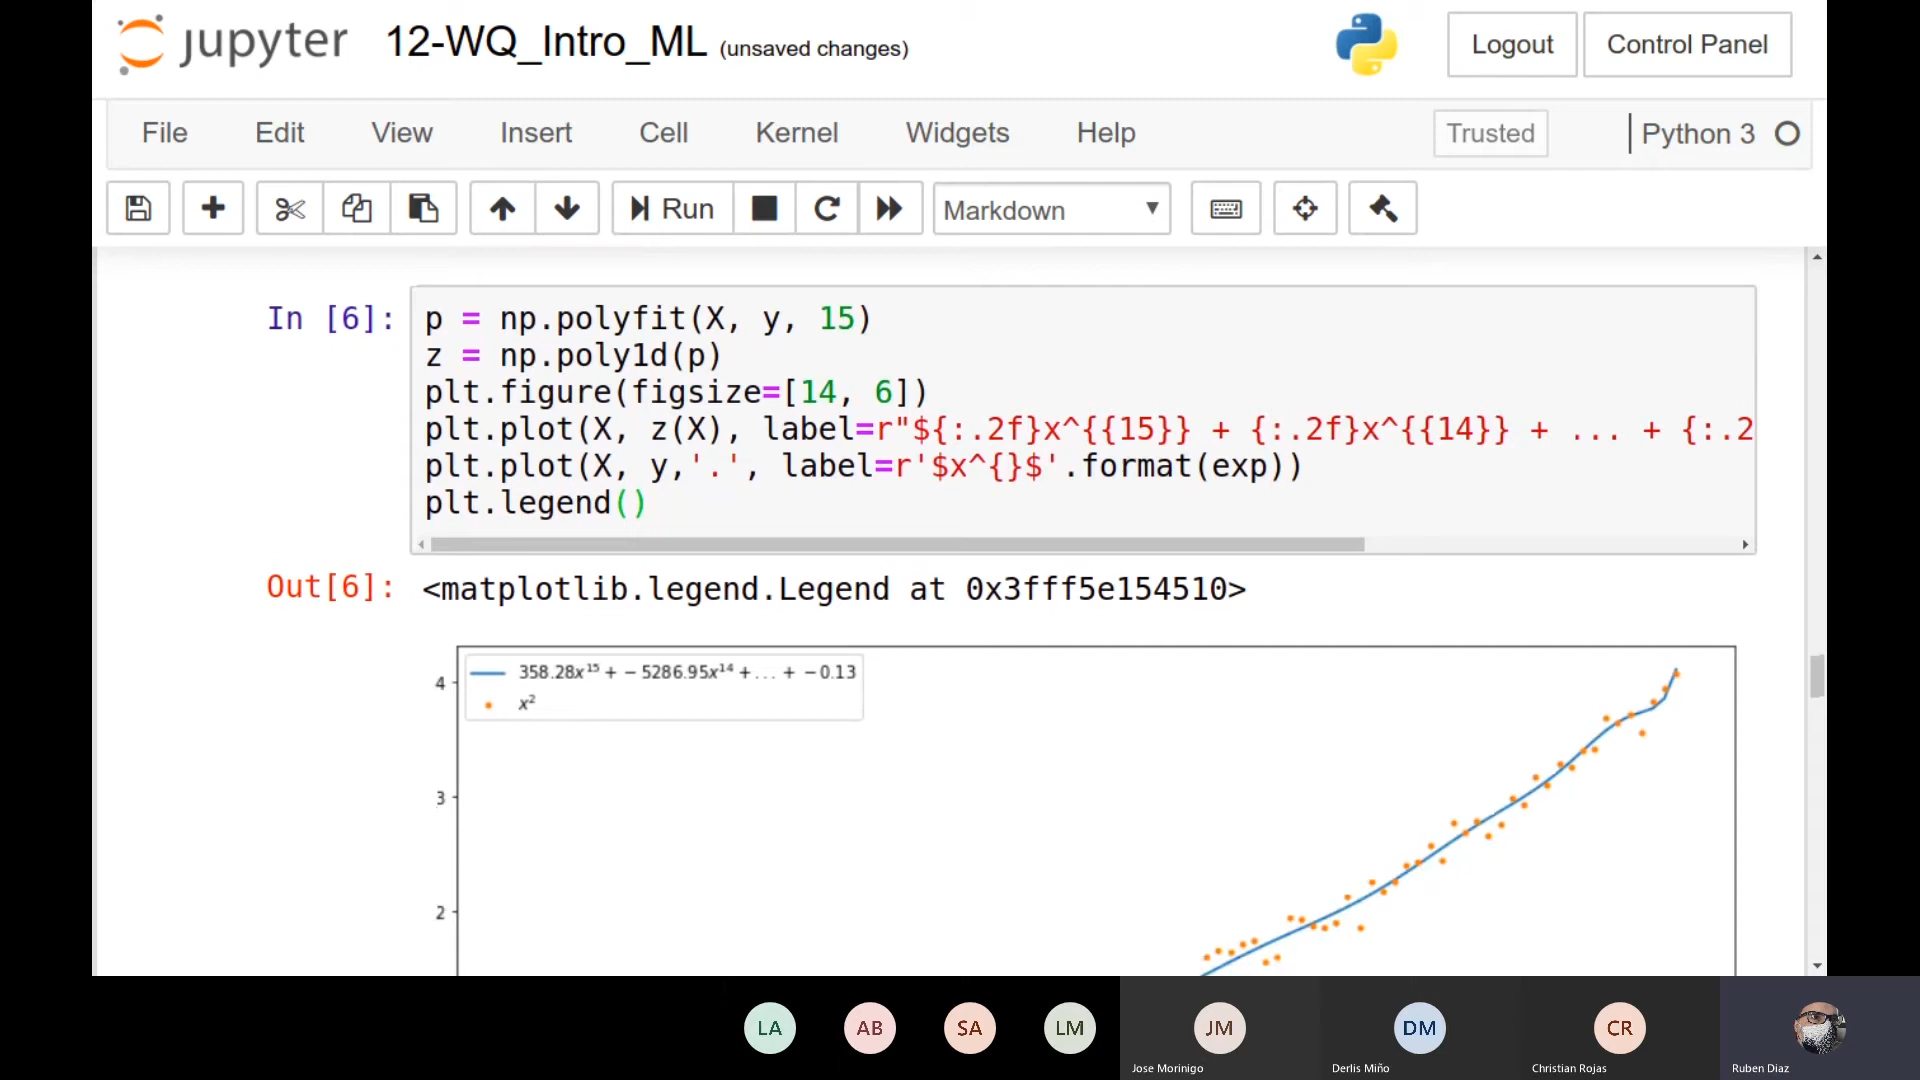 jupyter 12-WQ_Intro_ML (unsaved changes) Logout Control Panel
File Edit View Insert Cell Kernel Widgets Help Trusted Python 3
Run Markdown
In [6]: p = np.polyfit(X, y, 15)
z = np.poly1d(p)
plt.figure(figsize=[14, 6])
plt.plot(X, z(X), label=r"${:.2f}x^{{15}} + {:.2f}x^{{14}} + ... + {:.2
plt.plot(X, y,'.', label=r'$x^{}$'.format(exp))
plt.legend()
Out[6]: <matplotlib.legend.Legend at 0x3fff5e154510>
358.28x¹⁵ + − 5286.95x¹⁴ + ... + −0.13
x²
4
3
2
LA AB SA LM JM DM CR
Jose Morinigo Derlis Miño Christian Rojas Ruben Diaz